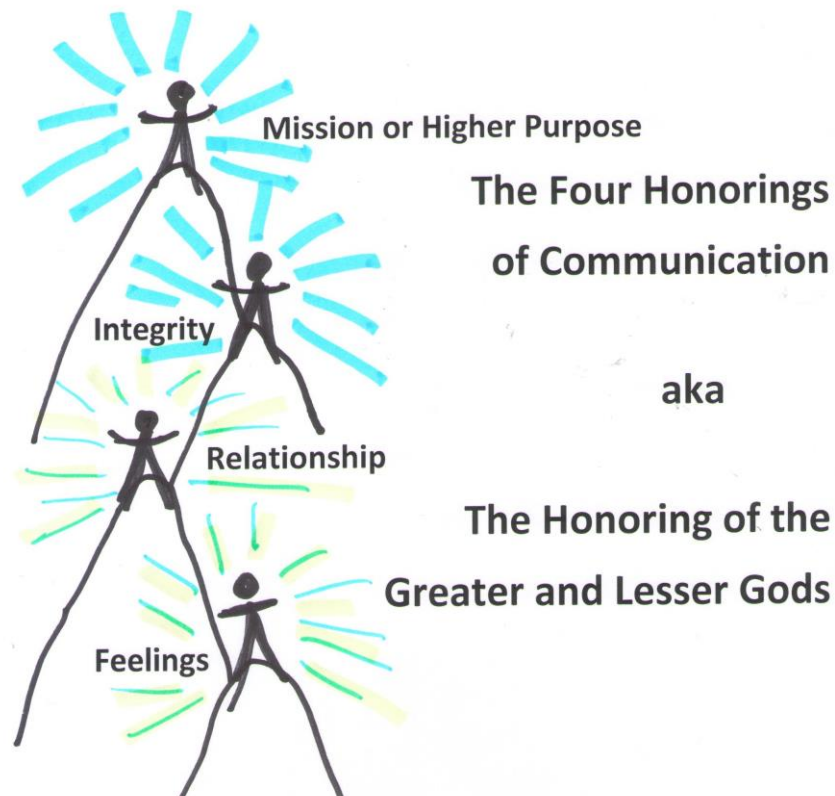 Mission or Higher Purpose
The Four Honorings
of Communication
Integrity
aka
Relationship
The Honoring of the
Greater and Lesser Gods
Feelings